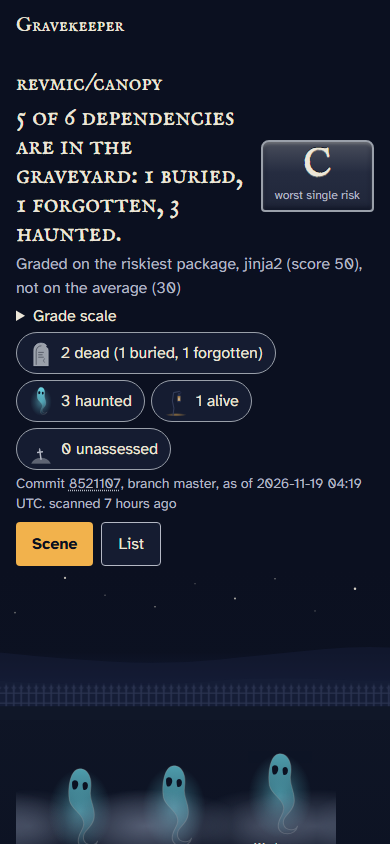 Gravekeeper
revmic/canopy
5 of 6 dependencies
are in the
graveyard: 1 buried,
1 forgotten, 3
haunted.
C
worst single risk
Graded on the riskiest package, jinja2 (score 50),
not on the average (30)
Grade scale
2 dead (1 buried, 1 forgotten)
3 haunted
1 alive
0 unassessed
Commit 8521107, branch master, as of 2026-11-19 04:19
UTC. scanned 7 hours ago
Scene
List